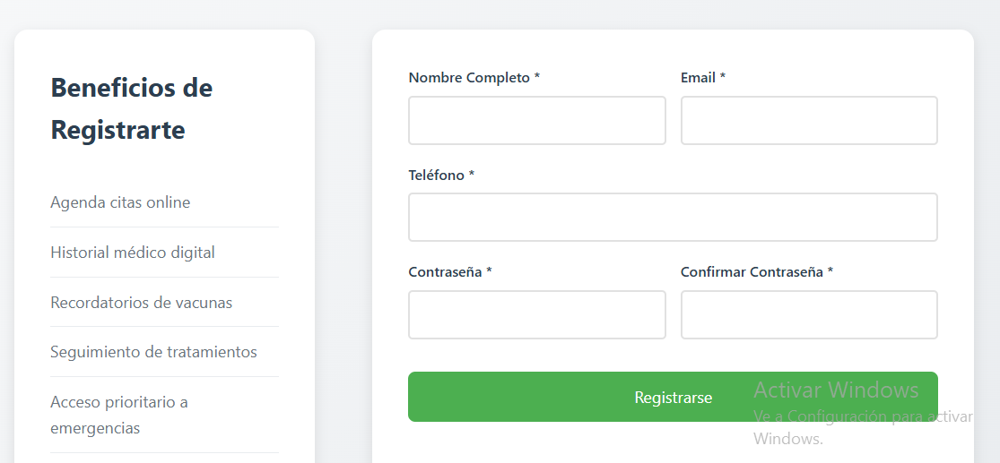 Beneficios de
Registrarte
Agenda citas online
Historial médico digital
Recordatorios de vacunas
Seguimiento de tratamientos
Acceso prioritario a
emergencias
Nombre Completo *
Email *
Teléfono *
Contraseña *
Confirmar Contraseña *
Registrarse
Activar Windows
Ve a Configuración para activar
Windows.